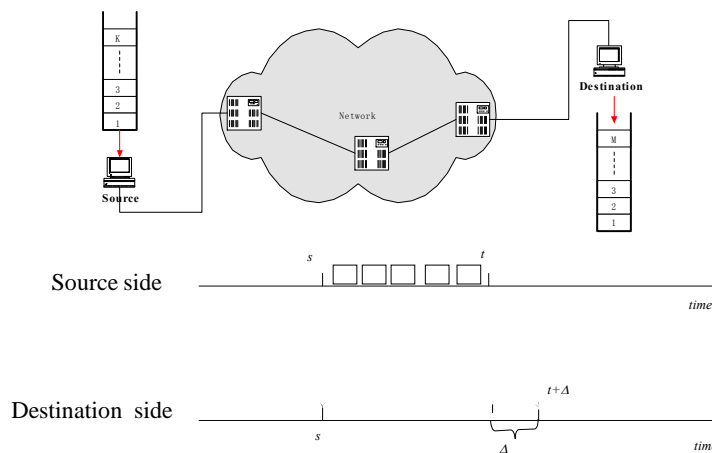 K
3
2
1
Source
Network
Destination
M
3
2
1
s
t
Source side
time
t+Δ
Destination side
s
Δ
time